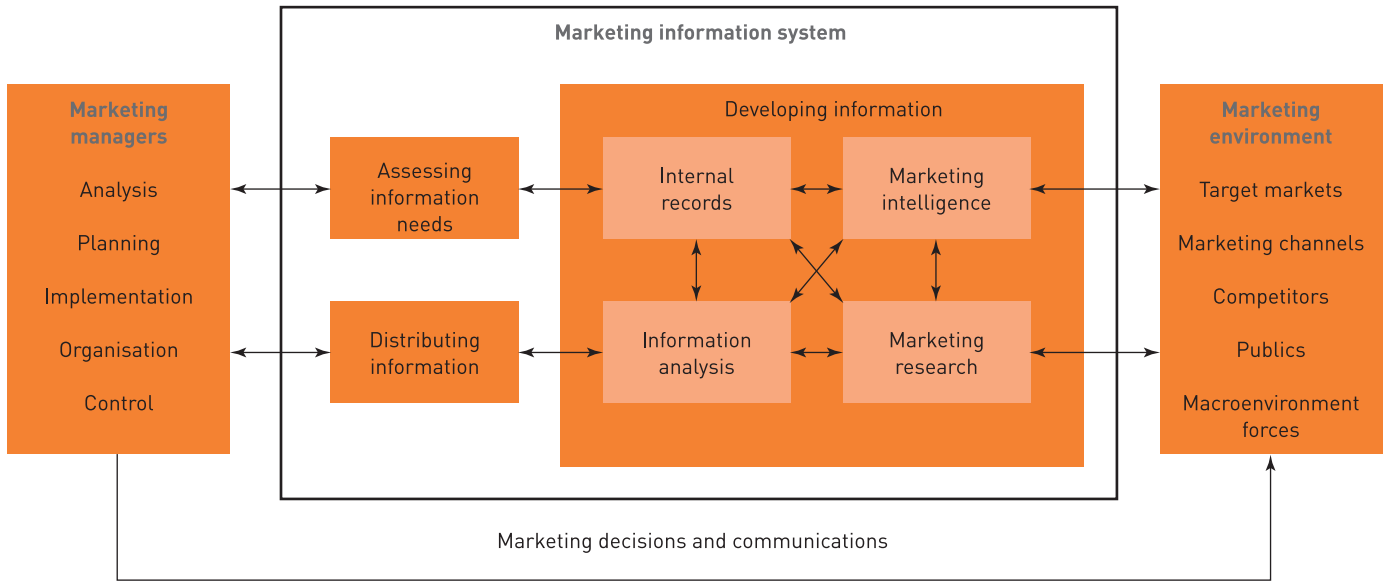 Marketing information system
Marketing
managers
Analysis
Planning
Implementation
Organisation
Control
Assessing
information
needs
Distributing
information
Developing information
Internal
records
Marketing
intelligence
Information
analysis
Marketing
research
Marketing
environment
Target markets
Marketing channels
Competitors
Publics
Macroenvironment
forces
Marketing decisions and communications